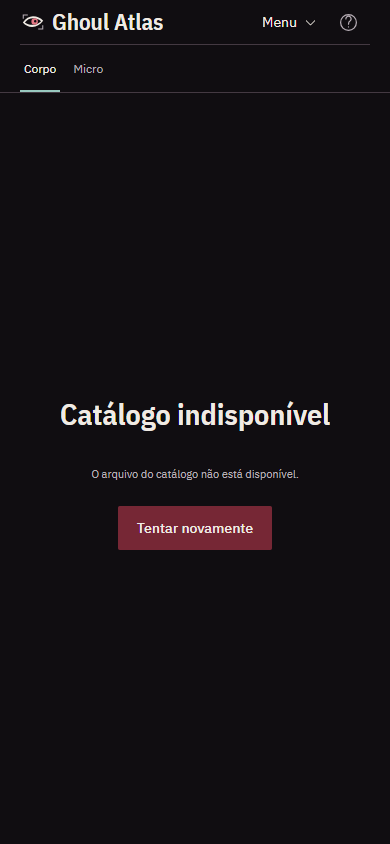 Ghoul Atlas
Menu
Corpo
Micro
Catálogo indisponível
O arquivo do catálogo não está disponível.
Tentar novamente